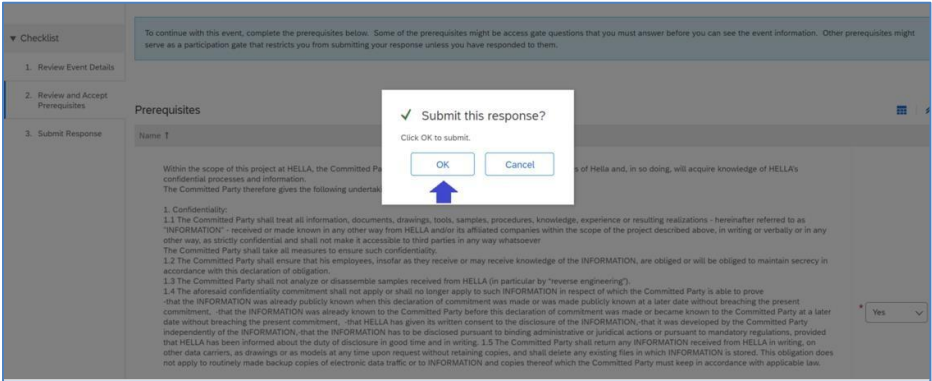 To continue with this event, complete the prerequisites below. Some of the prerequisites might be access gate questions that you must answer before you can see the event information. Other prerequisites might
serve as a participation gate that restricts you from submitting your response unless you have responded to them.
▼ Checklist
1. Review Event Details
2. Review and Accept
Prerequisites
3. Submit Response
Prerequisites
Name ↑
✓ Submit this response?
Click OK to submit.
OK
Cancel
Within the scope of this project at HELLA, the Committed Pa
s of Hella and, in so doing, will acquire knowledge of HELLA's
confidential processes and information.
The Committed Party therefore gives the following undertaki
1. Confidentiality:
1.1 The Committed Party shall treat all information, documents, drawings, tools, samples, procedures, knowledge, experience or resulting realizations - hereinafter referred to as
"INFORMATION" - received or made known in any other way from HELLA and/or its affiliated companies within the scope of the project described above, in writing or verbally or in any
other way, as strictly confidential and shall not make it accessible to third parties in any way whatsoever
The Committed Party shall take all measures to ensure such confidentiality.
1.2 The Committed Party shall ensure that his employees, insofar as they receive or may receive knowledge of the INFORMATION, are obliged or will be obliged to maintain secrecy in
accordance with this declaration of obligation.
1.3 The Committed Party shall not analyze or disassemble samples received from HELLA (in particular by "reverse engineering").
1.4 The aforesaid confidentiality commitment shall not apply or shall no longer apply to such INFORMATION in respect of which the Committed Party is able to prove
-that the INFORMATION was already publicly known when this declaration of commitment was made or was made publicly known at a later date without breaching the present
commitment, -that the INFORMATION was already known to the Committed Party before this declaration of commitment was made or became known to the Committed Party at a later
date without breaching the present commitment, -that HELLA has given its written consent to the disclosure of the INFORMATION,-that it was developed by the Committed Party
independently of the INFORMATION, -that the INFORMATION has to be disclosed pursuant to binding administrative or juridical actions or pursuant to mandatory regulations, provided
that HELLA has been informed about the duty of disclosure in good time and in writing. 1.5 The Committed Party shall return any INFORMATION received from HELLA in writing, on
other data carriers, as drawings or as models at any time upon request without retaining copies, and shall delete any existing files in which INFORMATION is stored. This obligation does
not apply to routinely made backup copies of electronic data traffic or to INFORMATION and copies thereof which the Committed Party must keep in accordance with applicable law.
* Yes